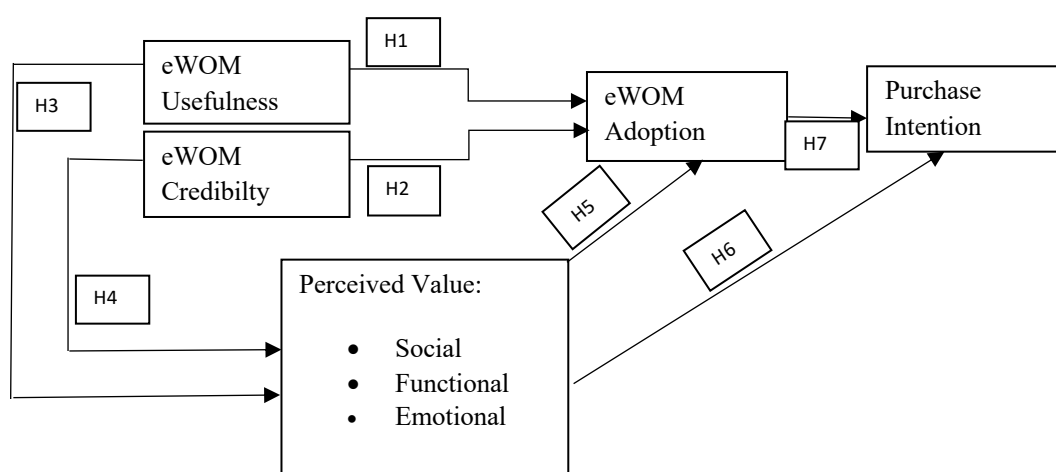 H1
eWOM
Usefulness
H3
eWOM
Adoption
Purchase
Intention
eWOM
Credibilty
H2
H7
H5
H6
H4
Perceived Value:
• Social
• Functional
• Emotional